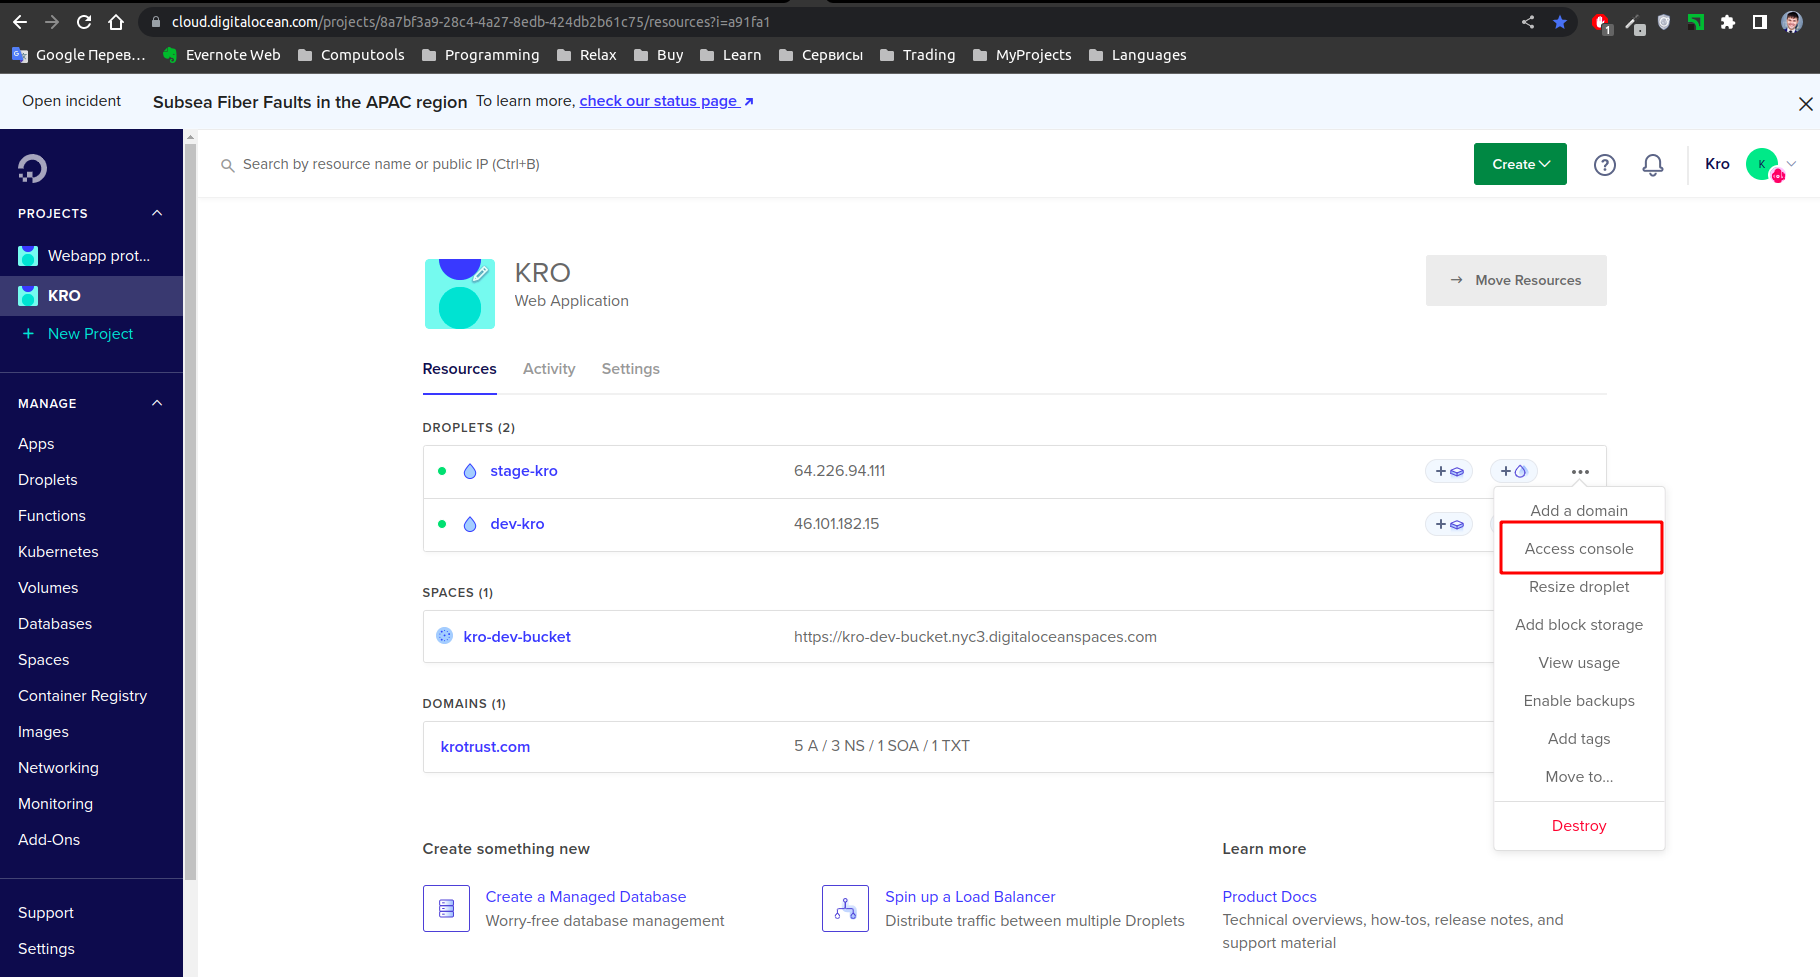 cloud.digitalocean.com/projects/8a7bf3a9-28c4-4a27-8edb-424db2b61c75/resources?i=a91fa1
1
Google Перев… Evernote Web Computools Programming Relax Buy Learn Сервисы Trading MyProjects Languages
Open incident Subsea Fiber Faults in the APAC region To learn more, check our status page
Search by resource name or public IP (Ctrl+B)
Create
Kro
K
PROJECTS
Webapp prot...
KRO
+ New Project
MANAGE
Apps
Droplets
Functions
Kubernetes
Volumes
Databases
Spaces
Container Registry
Images
Networking
Monitoring
Add-Ons
Support
Settings
KRO
Web Application
→ Move Resources
Resources Activity Settings
DROPLETS (2)
stage-kro 64.226.94.111
dev-kro 46.101.182.15
SPACES (1)
kro-dev-bucket https://kro-dev-bucket.nyc3.digitaloceanspaces.com
DOMAINS (1)
krotrust.com 5 A / 3 NS / 1 SOA / 1 TXT
Add a domain
Access console
Resize droplet
Add block storage
View usage
Enable backups
Add tags
Move to...
Destroy
Create something new
Create a Managed Database
Worry-free database management
Spin up a Load Balancer
Distribute traffic between multiple Droplets
Learn more
Product Docs
Technical overviews, how-tos, release notes, and
support material